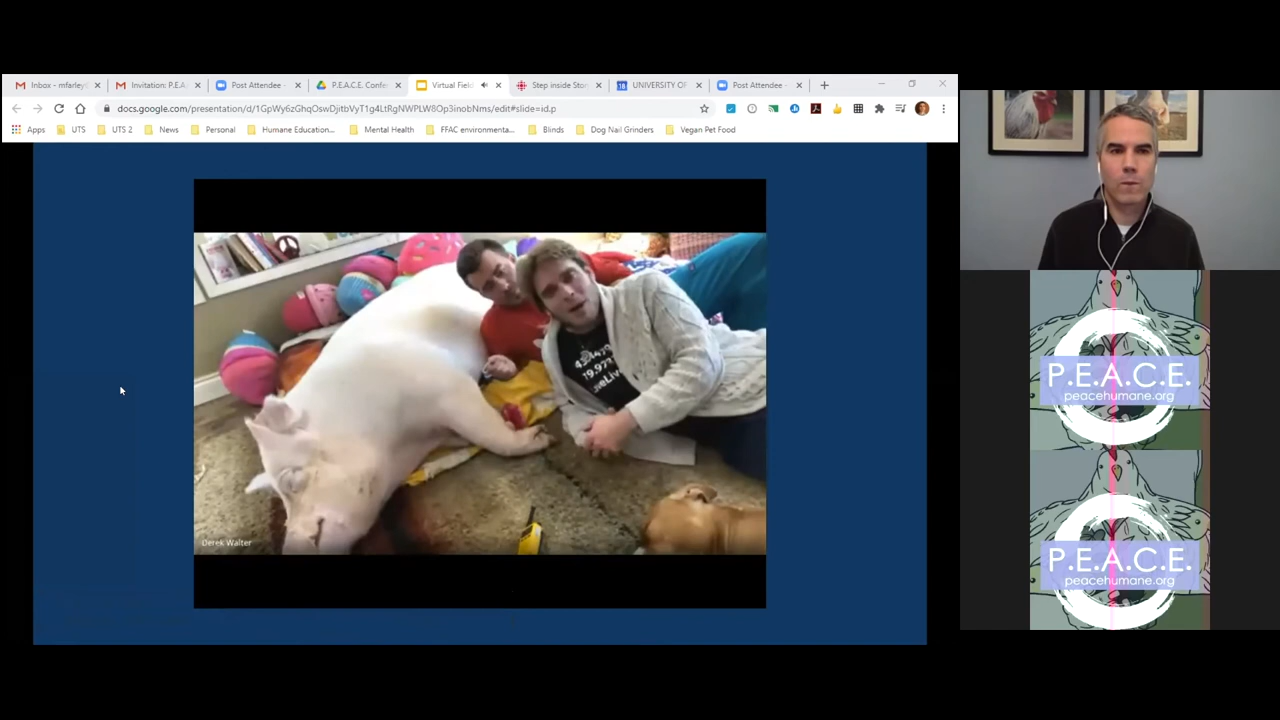 Inbox - mfarley@
Invitation: P.E.A
Post Attendee -
P.E.A.C.E. Confe
Virtual Field
Step inside Stor
UNIVERSITY OF
Post Attendee -
docs.google.com/presentation/d/1GpWy6zGhqOswDjitbVyT1g4LtRgNWPLW8Op3inobNms/edit#slide=id.p
Apps
UTS
UTS 2
News
Personal
Humane Education...
Mental Health
FFAC environmenta...
Blinds
Dog Nail Grinders
Vegan Pet Food
Derek Walter
P.E.A.C.E.
peacehumane.org
P.E.A.C.E.
peacehumane.org